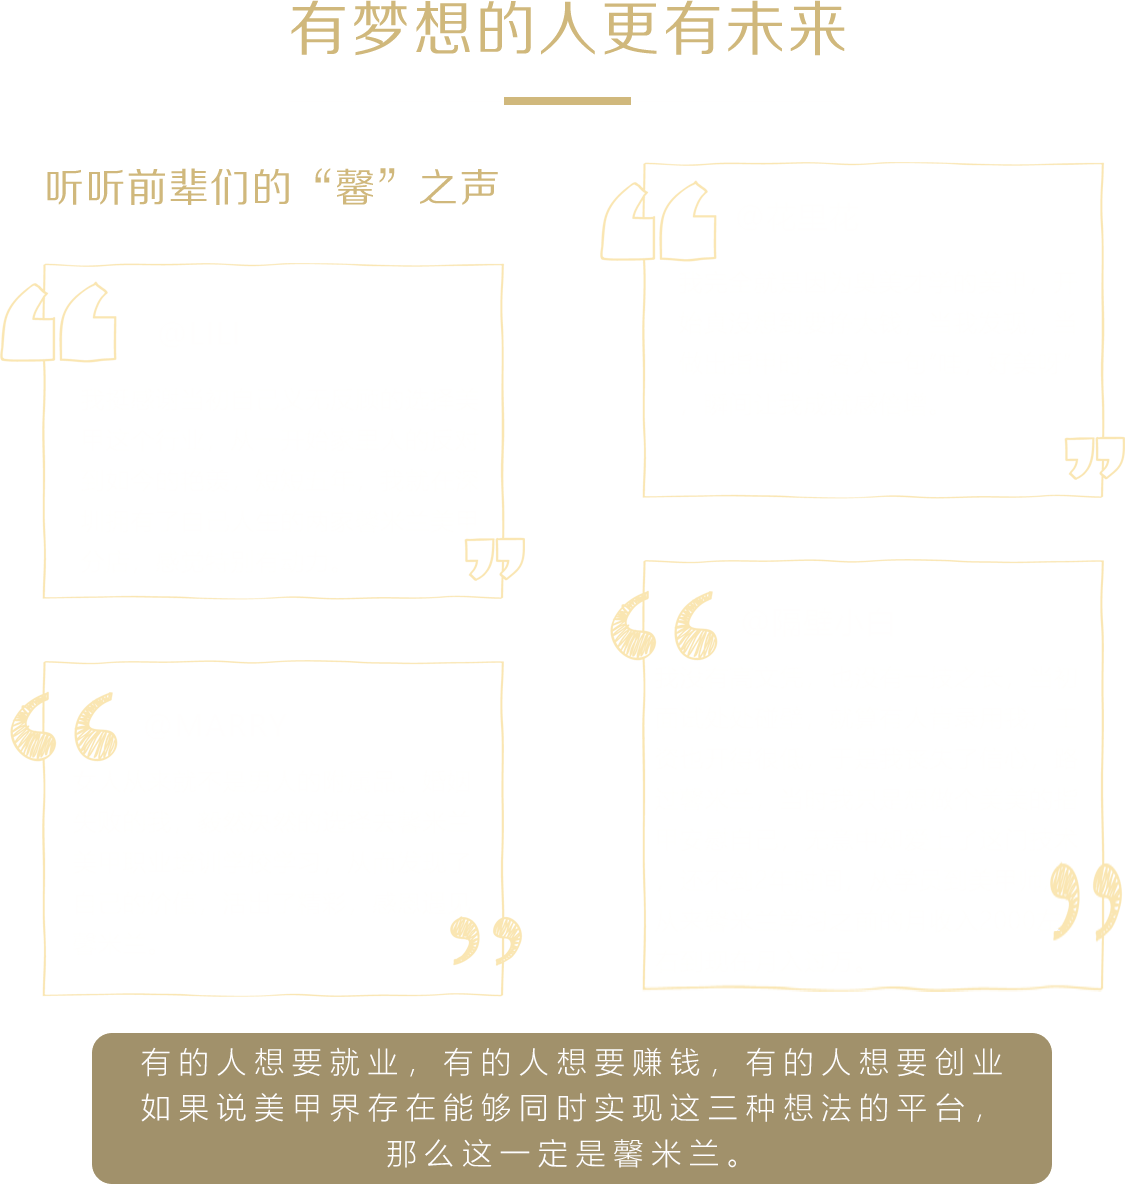 有梦想的人更有未来
听听前辈们的“馨”之声
有的人想要就业，有的人想要赚钱，有的人想要创业
如果说美甲界存在能够同时实现这三种想法的平台，
那么这一定是馨米兰。